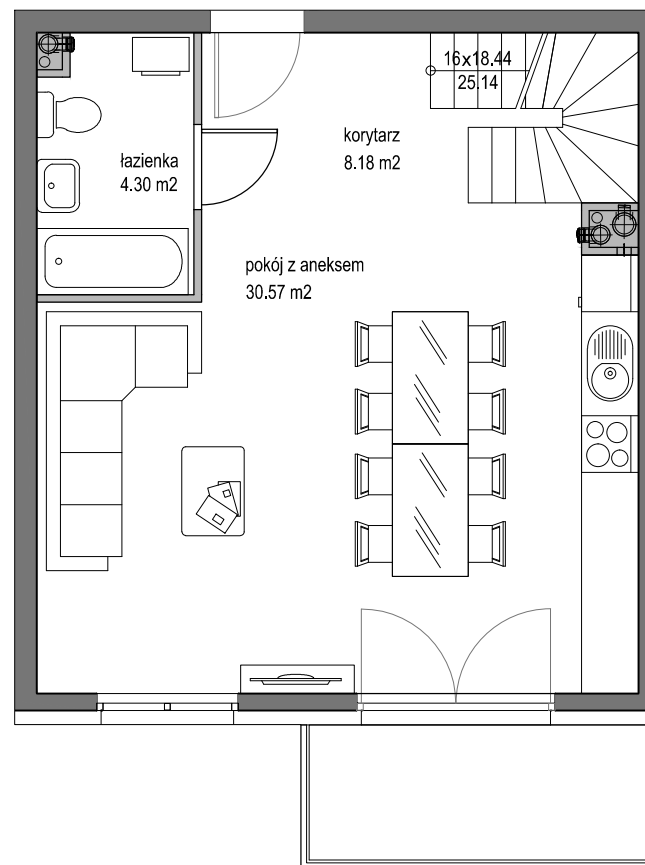 16x18.44
25.14
korytarz
8.18 m2
łazienka
4.30 m2
pokój z aneksem
30.57 m2